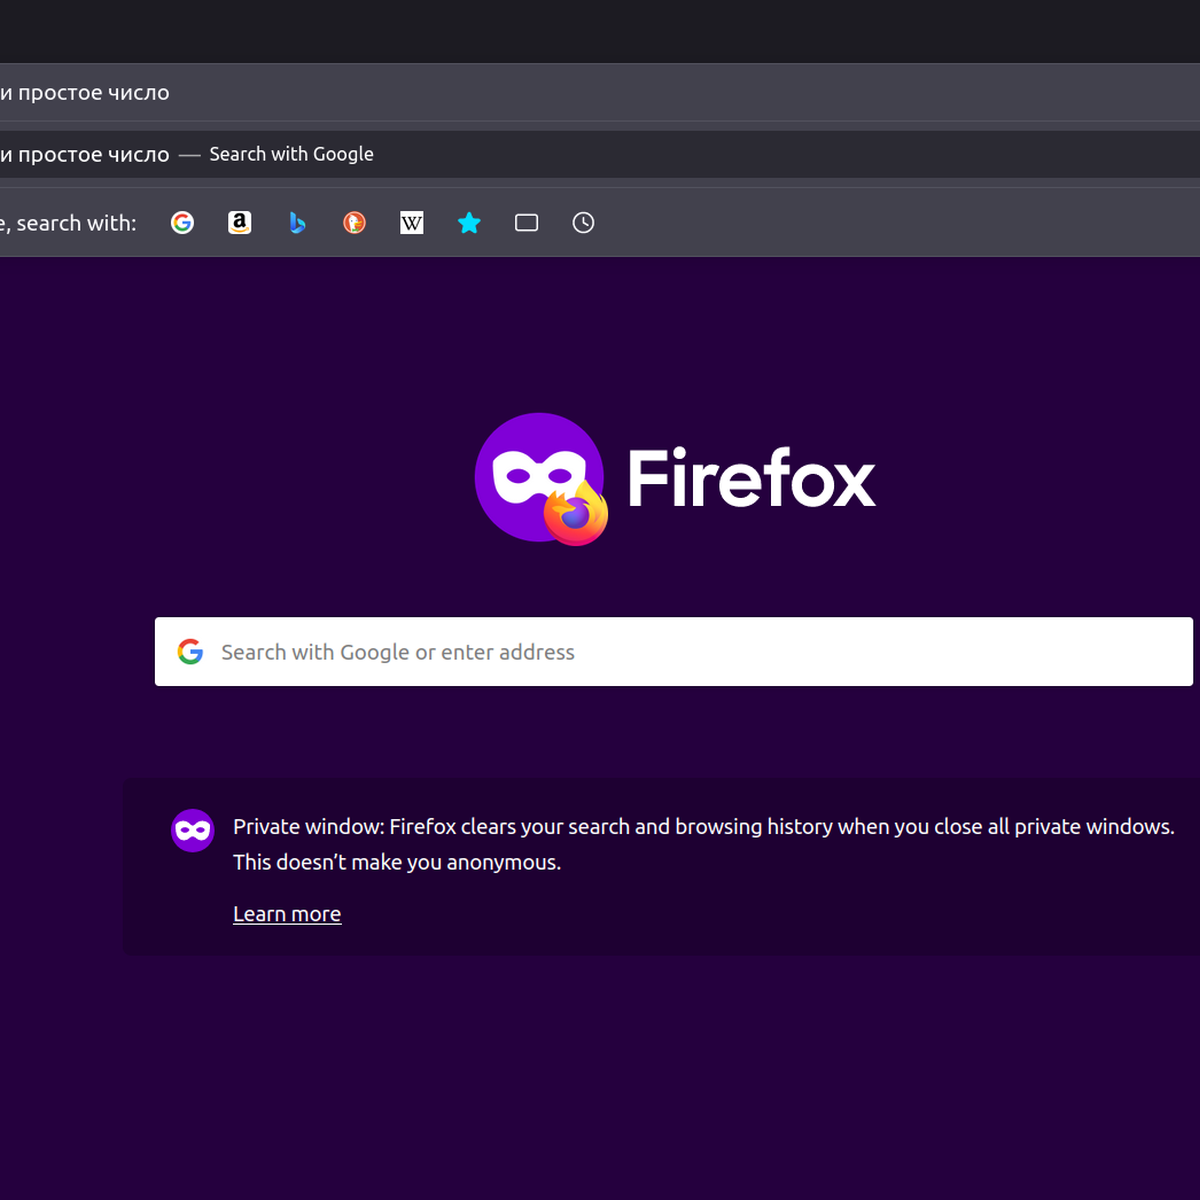 и простое число
и простое число — Search with Google
e, search with:
Firefox
Search with Google or enter address
Private window: Firefox clears your search and browsing history when you close all private windows.
This doesn’t make you anonymous.
Learn more